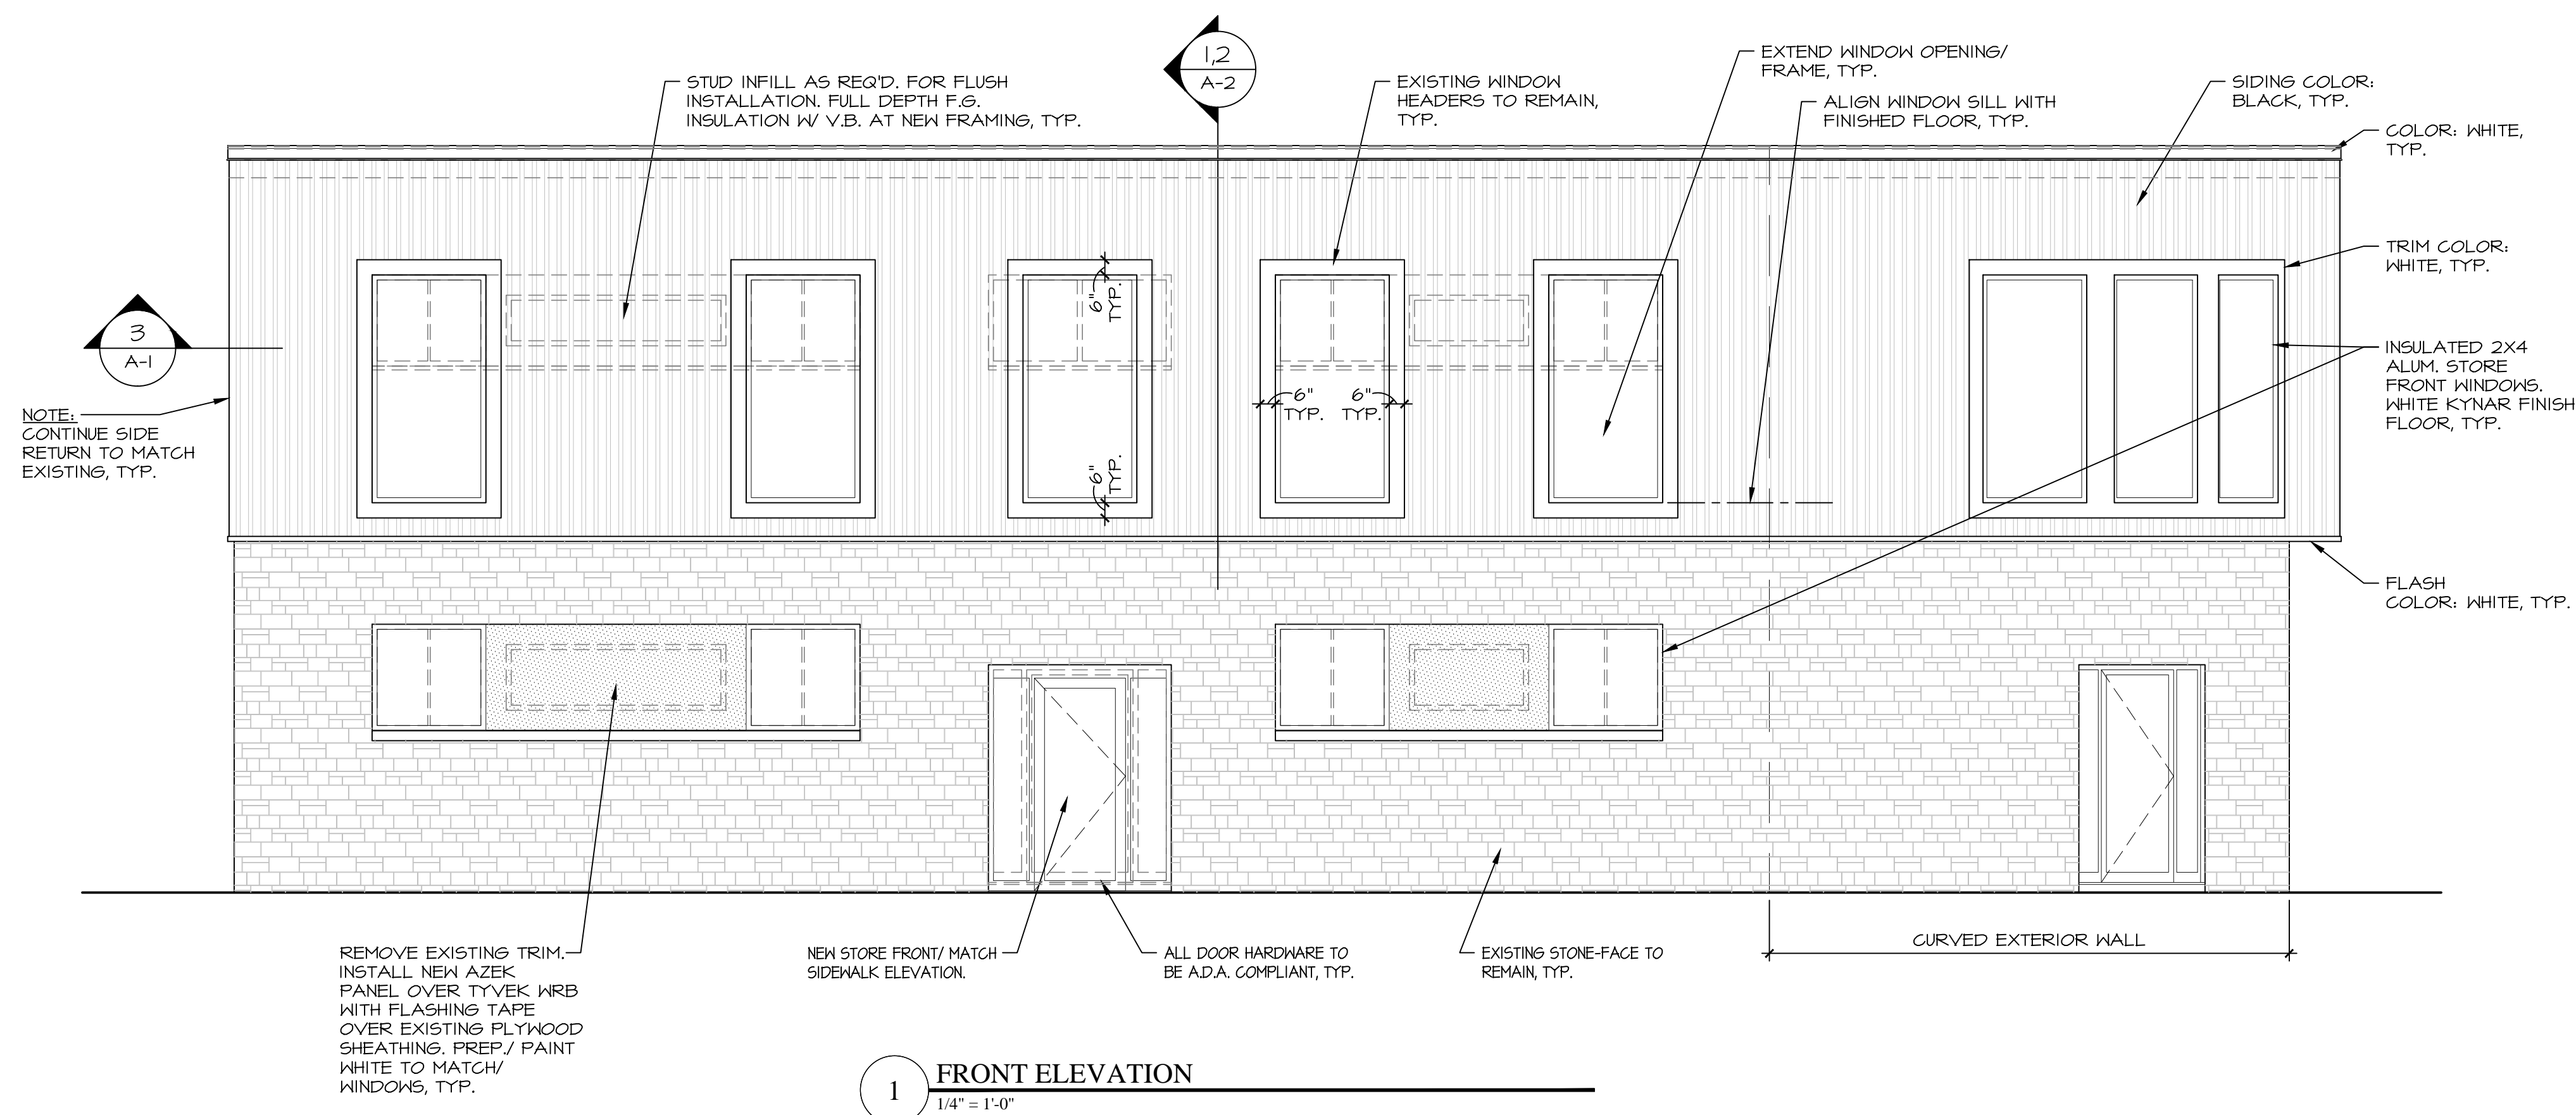 1,2
A-2
STUD INFILL AS REQ'D. FOR FLUSH
INSTALLATION. FULL DEPTH F.G.
INSULATION W/ V.B. AT NEW FRAMING, TYP.
EXISTING WINDOW
HEADERS TO REMAIN,
TYP.
EXTEND WINDOW OPENING/
FRAME, TYP.
ALIGN WINDOW SILL WITH
FINISHED FLOOR, TYP.
SIDING COLOR:
BLACK, TYP.
COLOR: WHITE,
TYP.
TRIM COLOR:
WHITE, TYP.
6"
TYP.
3
A-1
INSULATED 2X4
ALUM. STORE
FRONT WINDOWS.
WHITE KYNAR FINISH
FLOOR, TYP.
6"
TYP.
6"
TYP.
NOTE:
CONTINUE SIDE
RETURN TO MATCH
EXISTING, TYP.
6"
TYP.
FLASH
COLOR: WHITE, TYP.
CURVED EXTERIOR WALL
REMOVE EXISTING TRIM.
INSTALL NEW AZEK
PANEL OVER TYVEK WRB
WITH FLASHING TAPE
OVER EXISTING PLYWOOD
SHEATHING. PREP./ PAINT
WHITE TO MATCH/
WINDOWS, TYP.
NEW STORE FRONT/ MATCH
SIDEWALK ELEVATION.
ALL DOOR HARDWARE TO
BE A.D.A. COMPLIANT, TYP.
EXISTING STONE-FACE TO
REMAIN, TYP.
1
FRONT ELEVATION
1/4" = 1'-0"